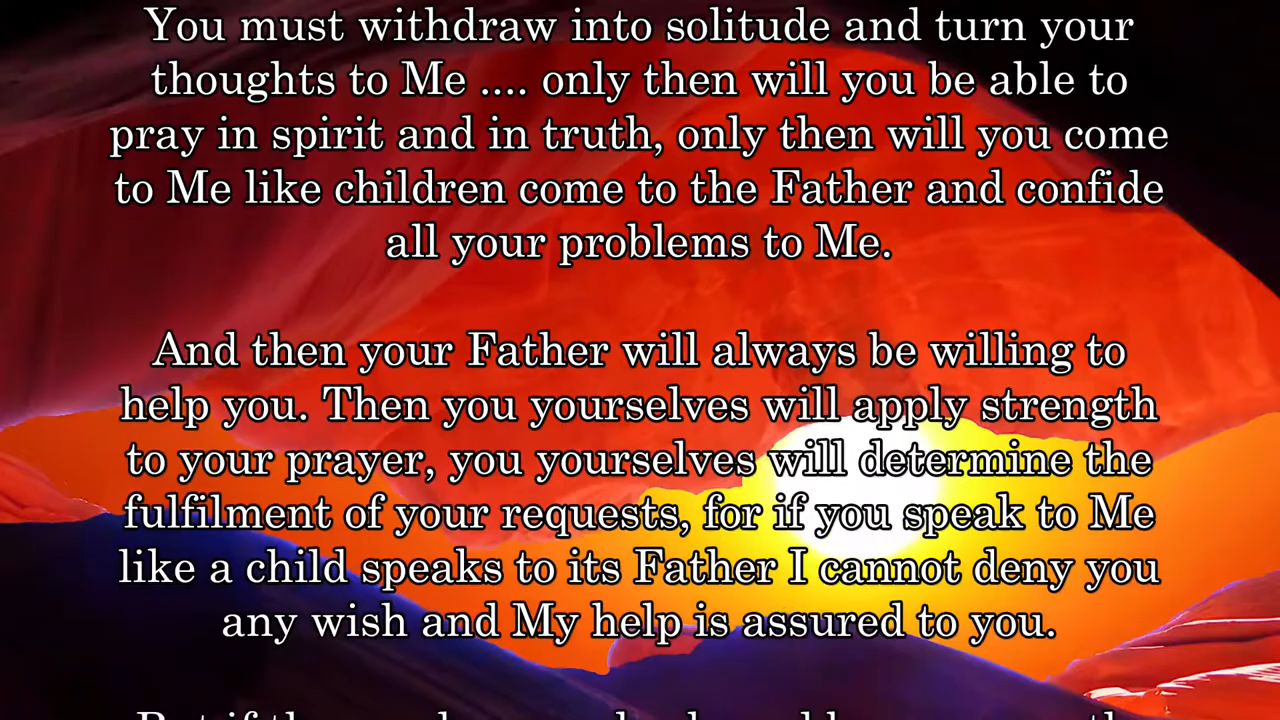 You must withdraw into solitude and turn your
thoughts to Me .... only then will you be able to
pray in spirit and in truth, only then will you come
to Me like children come to the Father and confide
all your problems to Me.
And then your Father will always be willing to
help you. Then you yourselves will apply strength
to your prayer, you yourselves will determine the
fulfilment of your requests, for if you speak to Me
like a child speaks to its Father I cannot deny you
any wish and My help is assured to you.
But if